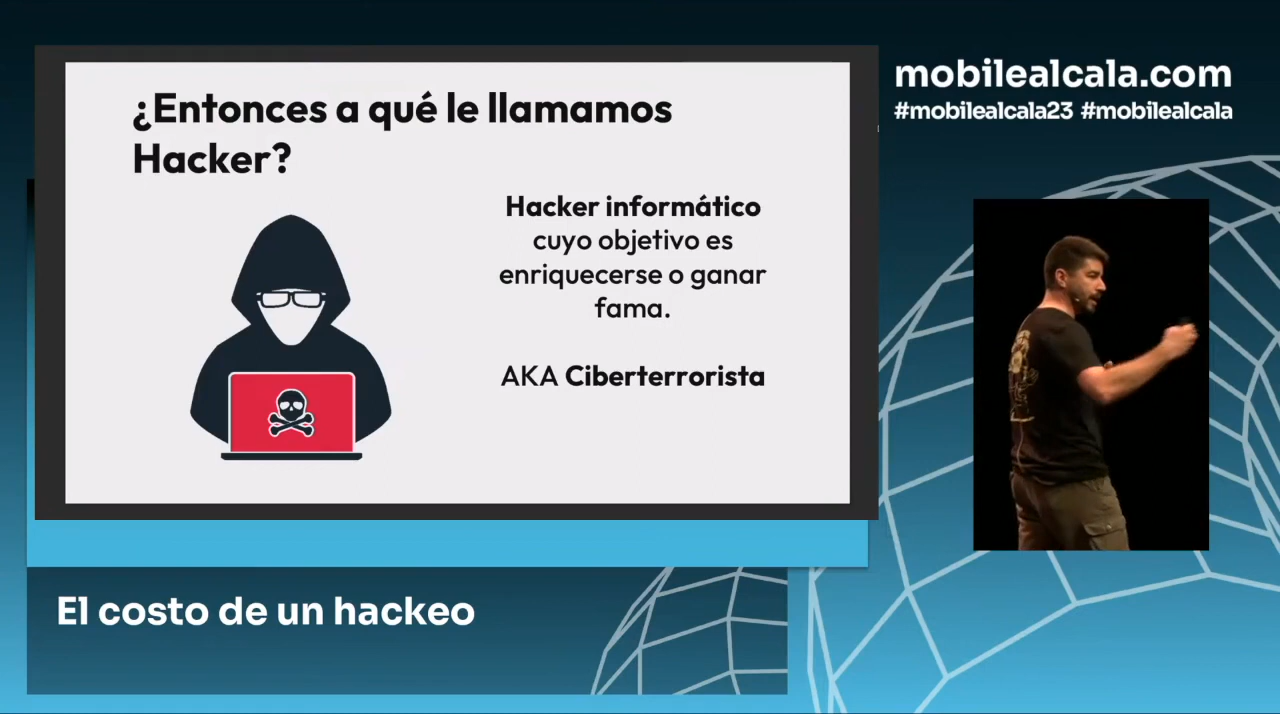 ¿Entonces a qué le llamamos
Hacker?
Hacker informático
cuyo objetivo es
enriquecerse o ganar
fama.
AKA Ciberterrorista
mobilealcala.com
#mobilealcala23 #mobilealcala
El costo de un hackeo